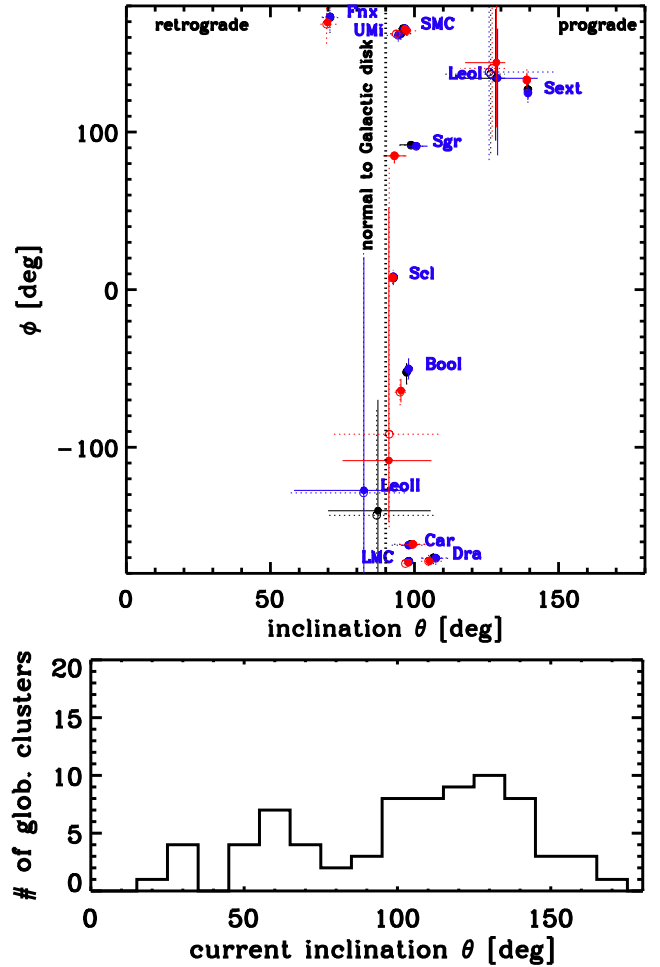 retrograde
prograde
Fnx
SMC
UMi
LeoI
Sext
Sgr
normal to Galactic disk
Scl
BooI
LeoII
Car
LMC
Dra
100
0
-100
ϕ [deg]
0 50 100 150
inclination θ [deg]
20
15
10
5
0
# of glob. clusters
0 50 100 150
current inclination θ [deg]